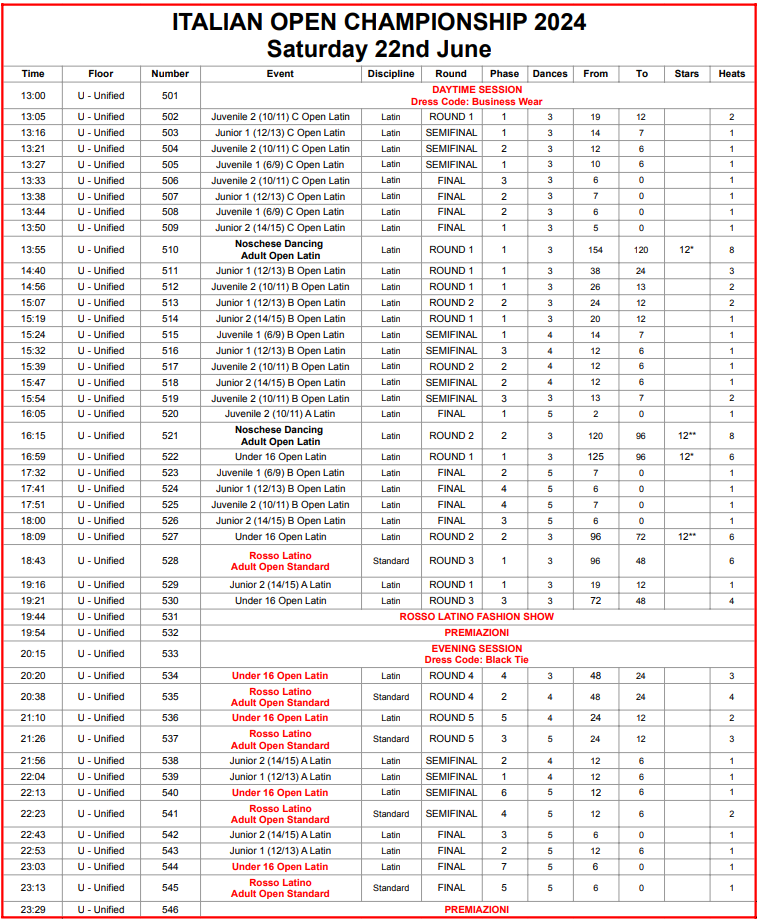 ITALIAN OPEN CHAMPIONSHIP 2024
Saturday 22nd June
Time Floor Number Event Discipline Round Phase Dances From To Stars Heats
13:00 U - Unified 501 DAYTIME SESSION
Dress Code: Business Wear
13:05 U - Unified 502 Juvenile 2 (10/11) C Open Latin Latin ROUND 1 1 3 19 12 2
13:16 U - Unified 503 Junior 1 (12/13) C Open Latin Latin SEMIFINAL 1 3 14 7 1
13:21 U - Unified 504 Juvenile 2 (10/11) C Open Latin Latin SEMIFINAL 2 3 12 6 1
13:27 U - Unified 505 Juvenile 1 (6/9) C Open Latin Latin SEMIFINAL 1 3 10 6 1
13:33 U - Unified 506 Juvenile 2 (10/11) C Open Latin Latin FINAL 3 3 6 0 1
13:38 U - Unified 507 Junior 1 (12/13) C Open Latin Latin FINAL 2 3 7 0 1
13:44 U - Unified 508 Juvenile 1 (6/9) C Open Latin Latin FINAL 2 3 6 0 1
13:50 U - Unified 509 Junior 2 (14/15) C Open Latin Latin FINAL 1 3 5 0 1
13:55 U - Unified 510 Noschese Dancing
Adult Open Latin Latin ROUND 1 1 3 154 120 12* 8
14:40 U - Unified 511 Junior 1 (12/13) B Open Latin Latin ROUND 1 1 3 38 24 3
14:56 U - Unified 512 Juvenile 2 (10/11) B Open Latin Latin ROUND 1 1 3 26 13 2
15:07 U - Unified 513 Junior 1 (12/13) B Open Latin Latin ROUND 2 2 3 24 12 2
15:19 U - Unified 514 Junior 2 (14/15) B Open Latin Latin ROUND 1 1 3 20 12 1
15:24 U - Unified 515 Juvenile 1 (6/9) B Open Latin Latin SEMIFINAL 1 4 14 7 1
15:32 U - Unified 516 Junior 1 (12/13) B Open Latin Latin SEMIFINAL 3 4 12 6 1
15:39 U - Unified 517 Juvenile 2 (10/11) B Open Latin Latin ROUND 2 2 4 12 6 1
15:47 U - Unified 518 Junior 2 (14/15) B Open Latin Latin SEMIFINAL 2 4 12 6 1
15:54 U - Unified 519 Juvenile 2 (10/11) B Open Latin Latin SEMIFINAL 3 3 13 7 2
16:05 U - Unified 520 Juvenile 2 (10/11) A Latin Latin FINAL 1 5 2 0 1
16:15 U - Unified 521 Noschese Dancing
Adult Open Latin Latin ROUND 2 2 3 120 96 12** 8
16:59 U - Unified 522 Under 16 Open Latin Latin ROUND 1 1 3 125 96 12* 6
17:32 U - Unified 523 Juvenile 1 (6/9) B Open Latin Latin FINAL 2 5 7 0 1
17:41 U - Unified 524 Junior 1 (12/13) B Open Latin Latin FINAL 4 5 6 0 1
17:51 U - Unified 525 Juvenile 2 (10/11) B Open Latin Latin FINAL 4 5 7 0 1
18:00 U - Unified 526 Junior 2 (14/15) B Open Latin Latin FINAL 3 5 6 0 1
18:09 U - Unified 527 Under 16 Open Latin Latin ROUND 2 2 3 96 72 12** 6
18:43 U - Unified 528 Rosso Latino
Adult Open Standard Standard ROUND 3 1 3 96 48 6
19:16 U - Unified 529 Junior 2 (14/15) A Latin Latin ROUND 1 1 3 19 12 1
19:21 U - Unified 530 Under 16 Open Latin Latin ROUND 3 3 3 72 48 4
19:44 U - Unified 531 ROSSO LATINO FASHION SHOW
19:54 U - Unified 532 PREMIAZIONI
20:15 U - Unified 533 EVENING SESSION
Dress Code: Black Tie
20:20 U - Unified 534 Under 16 Open Latin Latin ROUND 4 4 3 48 24 3
20:38 U - Unified 535 Rosso Latino
Adult Open Standard Standard ROUND 4 2 4 48 24 4
21:10 U - Unified 536 Under 16 Open Latin Latin ROUND 5 5 4 24 12 2
21:26 U - Unified 537 Rosso Latino
Adult Open Standard Standard ROUND 5 3 5 24 12 3
21:56 U - Unified 538 Junior 2 (14/15) A Latin Latin SEMIFINAL 2 4 12 6 1
22:04 U - Unified 539 Junior 1 (12/13) A Latin Latin SEMIFINAL 1 4 12 6 1
22:13 U - Unified 540 Under 16 Open Latin Latin SEMIFINAL 6 5 12 6 1
22:23 U - Unified 541 Rosso Latino
Adult Open Standard Standard SEMIFINAL 4 5 12 6 2
22:43 U - Unified 542 Junior 2 (14/15) A Latin Latin FINAL 3 5 6 0 1
22:53 U - Unified 543 Junior 1 (12/13) A Latin Latin FINAL 2 5 12 6 1
23:03 U - Unified 544 Under 16 Open Latin Latin FINAL 7 5 6 0 1
23:13 U - Unified 545 Rosso Latino
Adult Open Standard Standard FINAL 5 5 6 0 1
23:29 U - Unified 546 PREMIAZIONI